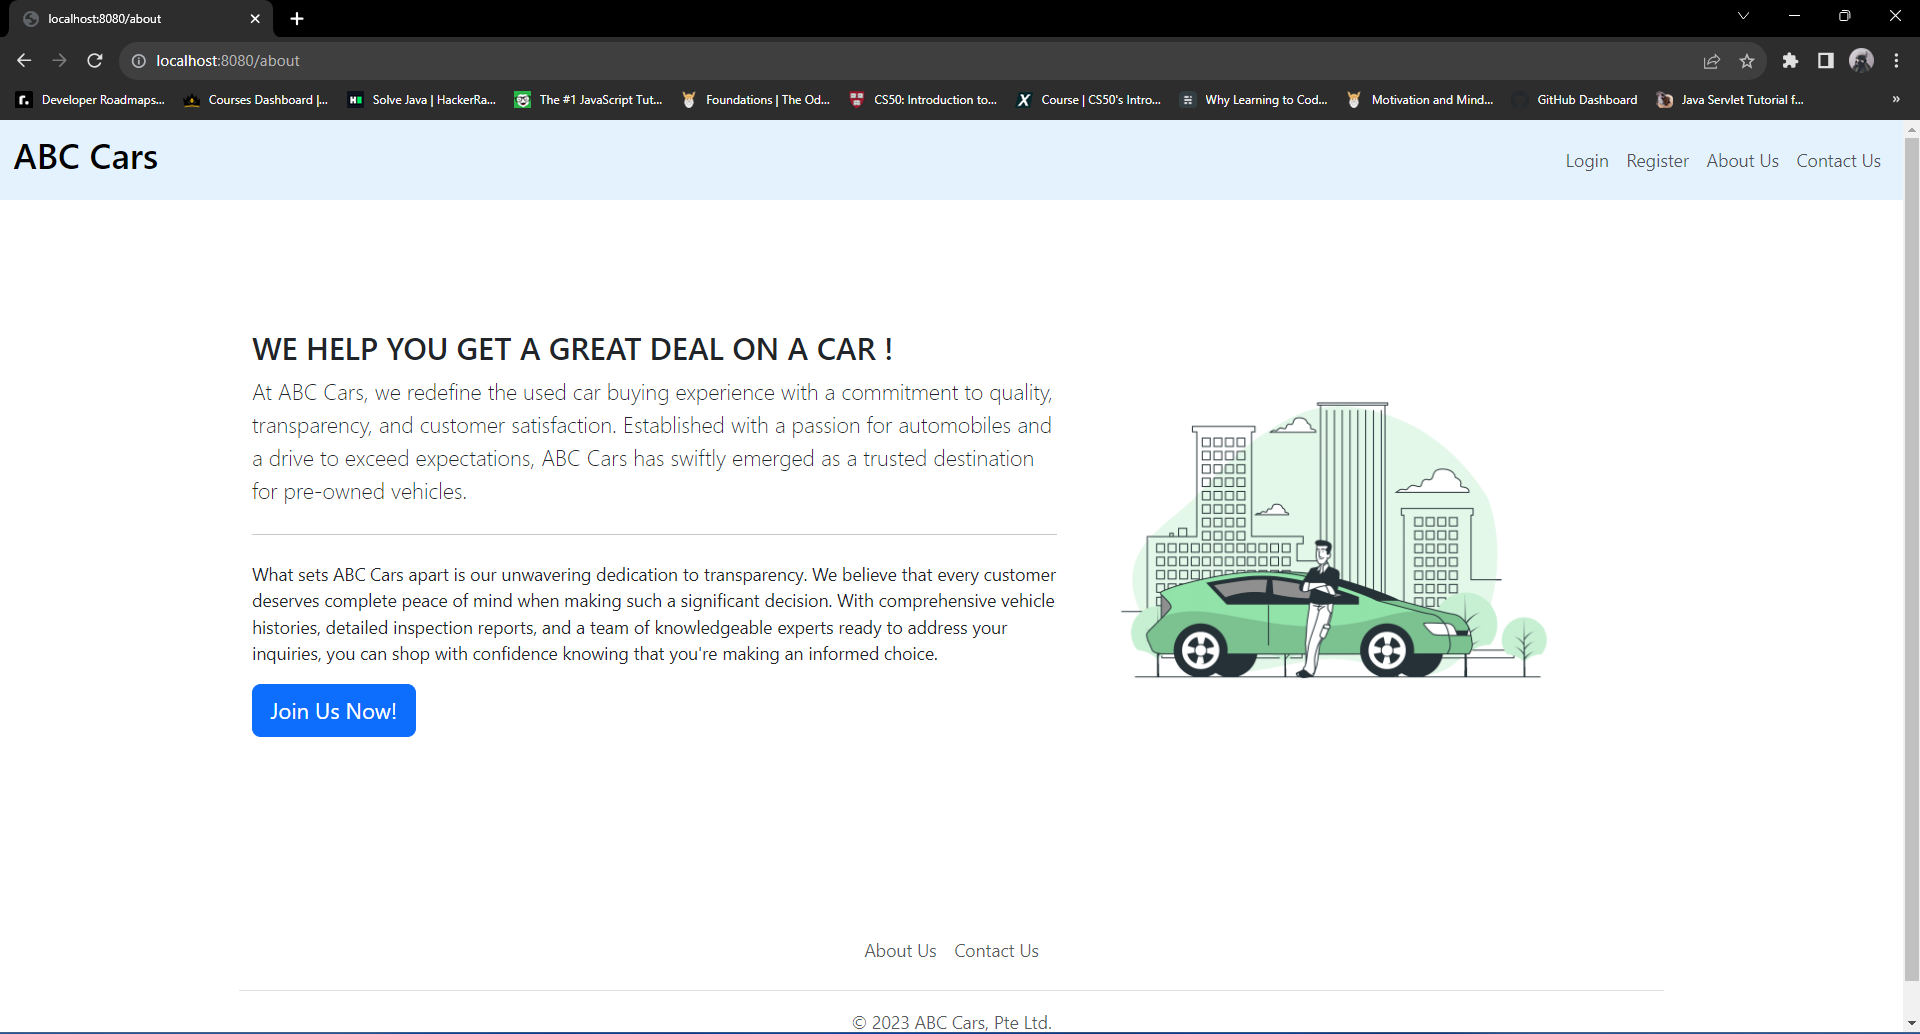 localhost:8080/about
localhost:8080/about
Developer Roadmaps... Courses Dashboard |... Solve Java | HackerRa... The #1 JavaScript Tut... Foundations | The Od... CS50: Introduction to... Course | CS50's Intro... Why Learning to Cod... Motivation and Mind... GitHub Dashboard Java Servlet Tutorial f... »
ABC Cars
Login Register About Us Contact Us
WE HELP YOU GET A GREAT DEAL ON A CAR !
At ABC Cars, we redefine the used car buying experience with a commitment to quality,
transparency, and customer satisfaction. Established with a passion for automobiles and
a drive to exceed expectations, ABC Cars has swiftly emerged as a trusted destination
for pre-owned vehicles.
What sets ABC Cars apart is our unwavering dedication to transparency. We believe that every customer
deserves complete peace of mind when making such a significant decision. With comprehensive vehicle
histories, detailed inspection reports, and a team of knowledgeable experts ready to address your
inquiries, you can shop with confidence knowing that you're making an informed choice.
Join Us Now!
About Us Contact Us
© 2023 ABC Cars, Pte Ltd.